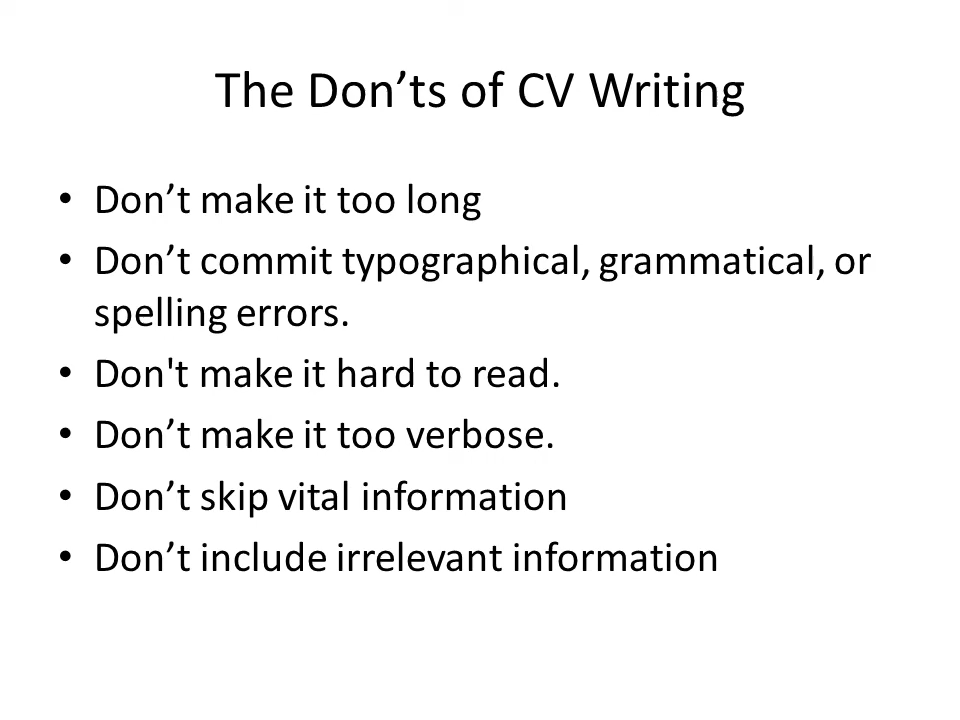 The Don’ts of CV Writing
• Don’t make it too long
• Don’t commit typographical, grammatical, or
spelling errors.
• Don't make it hard to read.
• Don’t make it too verbose.
• Don’t skip vital information
• Don’t include irrelevant information